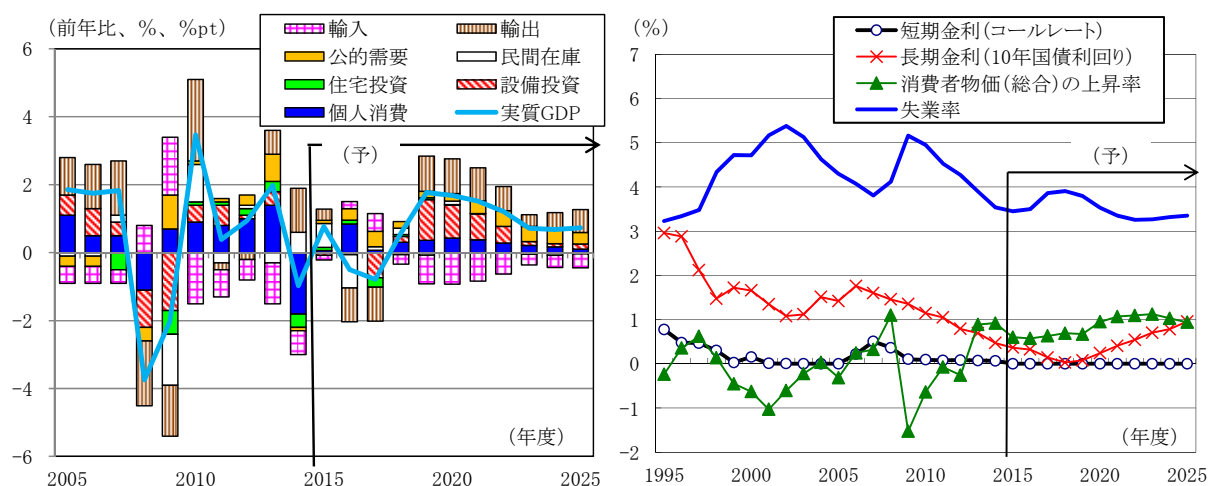 (前年比、%、%pt)
輸入 輸出
公的需要 民間在庫
住宅投資 設備投資
個人消費 実質GDP
(予)
6
4
2
0
-2
-4
-6
2005 2010 2015 2020 2025
(年度)
(%)
短期金利(コールレート)
長期金利(10年国債利回り)
消費者物価(総合)の上昇率
失業率
(予)
7
6
5
4
3
2
1
0
-1
-2
1995 2000 2005 2010 2015 2020 2025
(年度)